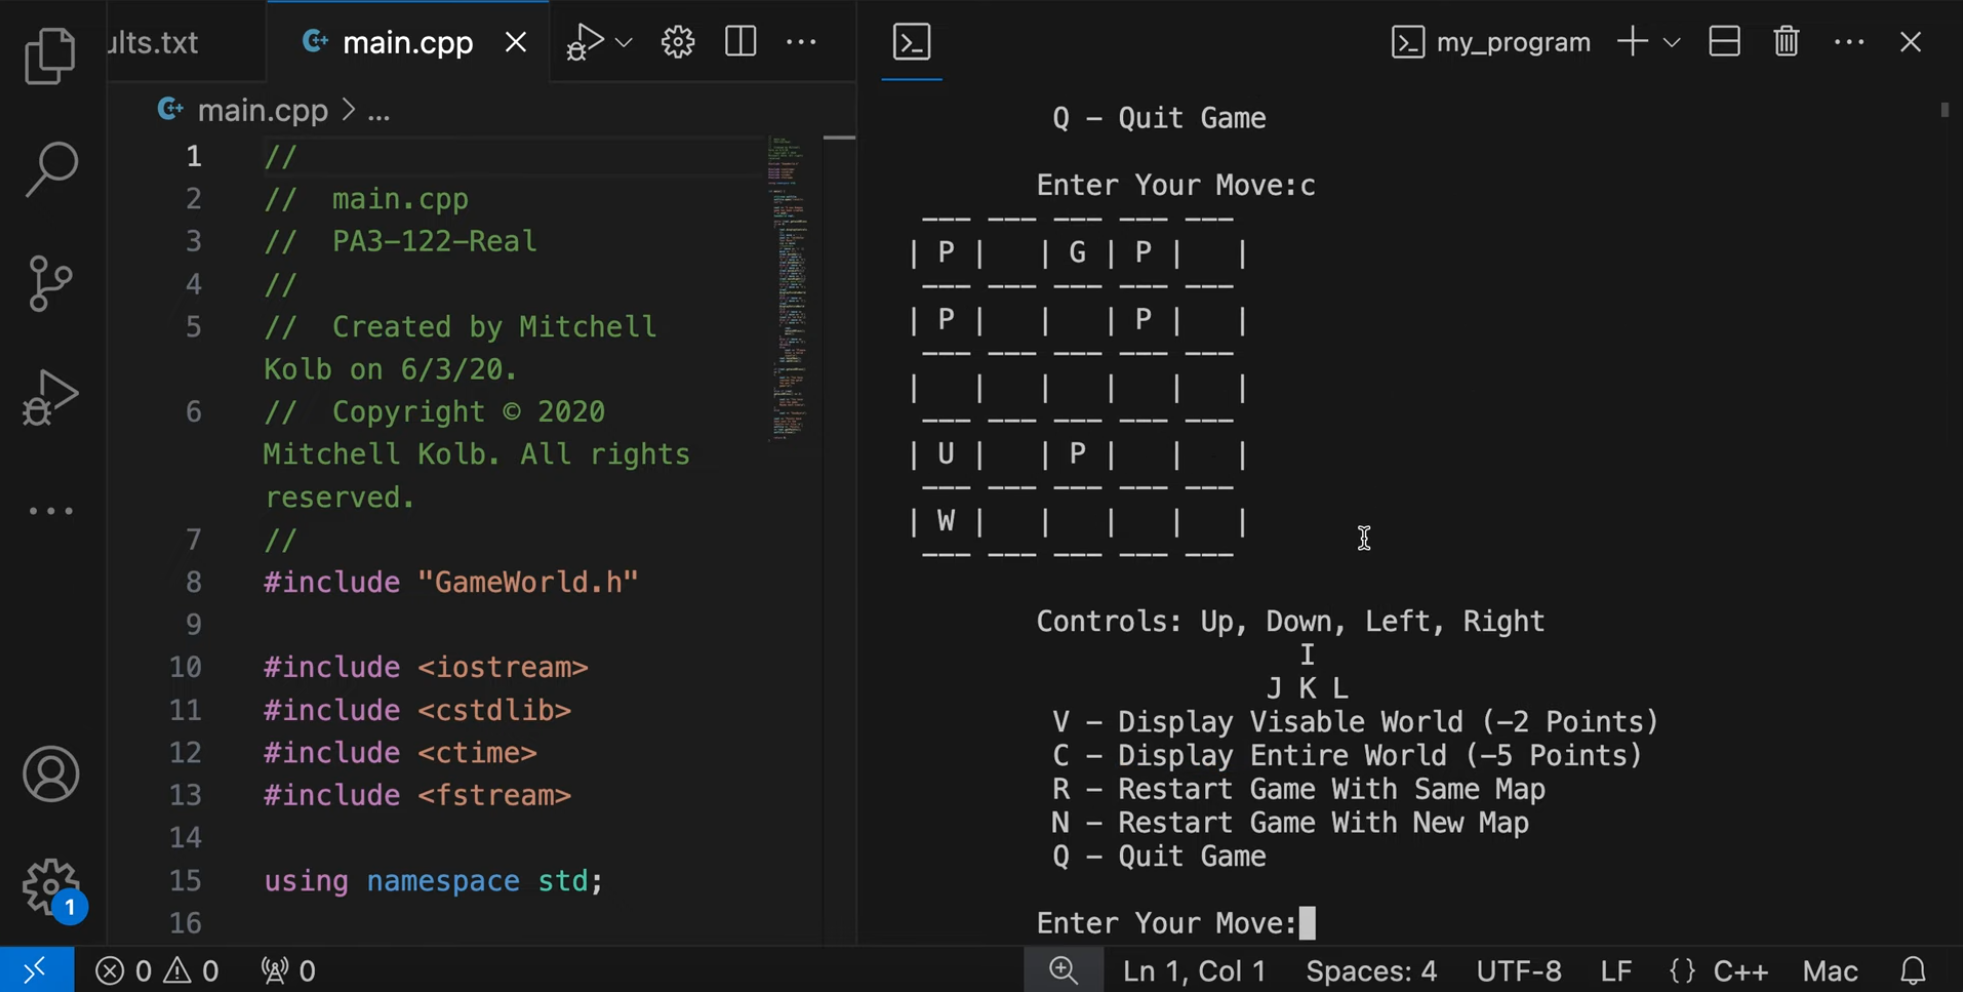 ults.txt
main.cpp
my_program
main.cpp > ...
1 //
2 //  main.cpp
3 //  PA3-122-Real
4 //
5 //  Created by Mitchell
Kolb on 6/3/20.
6 //  Copyright © 2020
Mitchell Kolb. All rights
reserved.
7 //
8 #include "GameWorld.h"
9
10 #include <iostream>
11 #include <cstdlib>
12 #include <ctime>
13 #include <fstream>
14
15 using namespace std;
16
Q - Quit Game
Enter Your Move:c
 --- --- --- --- ---
| P |   | G | P |   |
 --- --- --- --- ---
| P |   |   | P |   |
 --- --- --- --- ---
|   |   |   |   |   |
 --- --- --- --- ---
| U |   | P |   |   |
 --- --- --- --- ---
| W |   |   |   |   |
 --- --- --- --- ---
Controls: Up, Down, Left, Right
I
J K L
V - Display Visable World (-2 Points)
C - Display Entire World (-5 Points)
R - Restart Game With Same Map
N - Restart Game With New Map
Q - Quit Game
Enter Your Move:
1
0 0 0 Ln 1, Col 1 Spaces: 4 UTF-8 LF {} C++ Mac